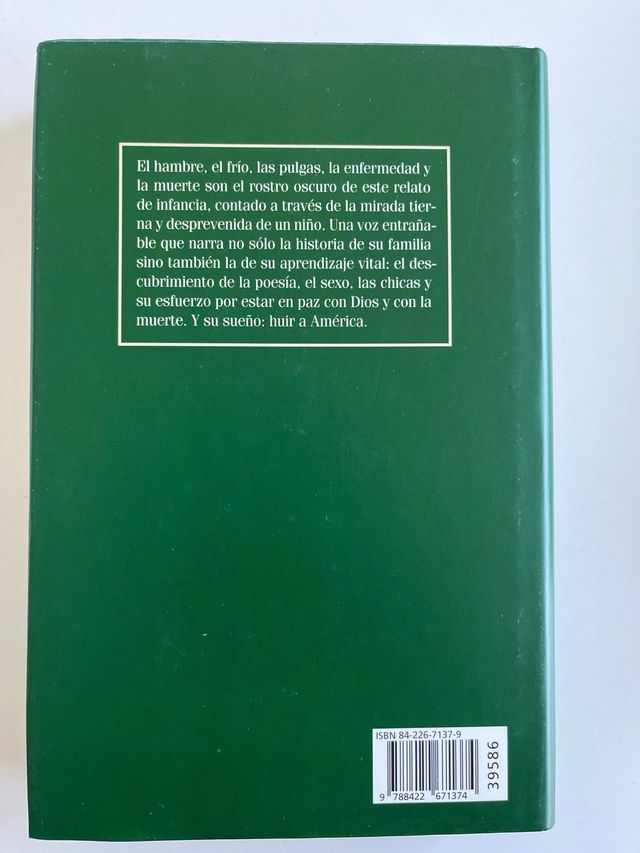 El hambre, el frío, las pulgas, la enfermedad y
la muerte son el rostro oscuro de este relato
de infancia, contado a través de la mirada tier-
na y desprevenida de un niño. Una voz entraña-
ble que narra no sólo la historia de su familia
sino también la de su aprendizaje vital: el des-
cubrimiento de la poesía, el sexo, las chicas y
su esfuerzo por estar en paz con Dios y con la
muerte. Y su sueño: huir a América.
ISBN 84-226-7137-9
39586
9 788422 671374